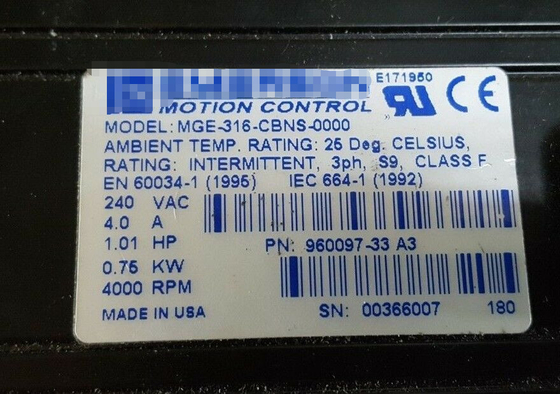 E171950
MOTION CONTROL
MODEL: MGE-316-CBNS-0000
AMBIENT TEMP. RATING: 25 Deg. CELSIUS,
RATING: INTERMITTENT, 3ph, S9, CLASS F
EN 60034-1 (1995) IEC 664-1 (1992)
240 VAC
4.0 A
1.01 HP PN: 960097-33 A3
0.75 KW
4000 RPM
MADE IN USA SN: 00366007 180